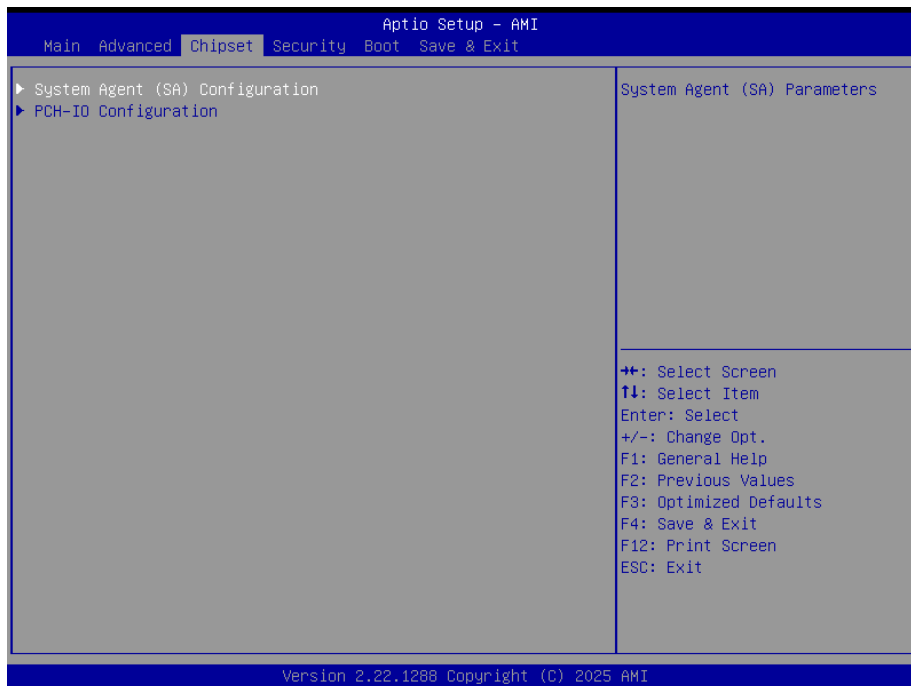 Aptio Setup – AMI
Main Advanced Chipset Security Boot Save & Exit
▶ System Agent (SA) Configuration
▶ PCH-IO Configuration
System Agent (SA) Parameters
→←: Select Screen
↑↓: Select Item
Enter: Select
+/-: Change Opt.
F1: General Help
F2: Previous Values
F3: Optimized Defaults
F4: Save & Exit
F12: Print Screen
ESC: Exit
Version 2.22.1288 Copyright (C) 2025 AMI